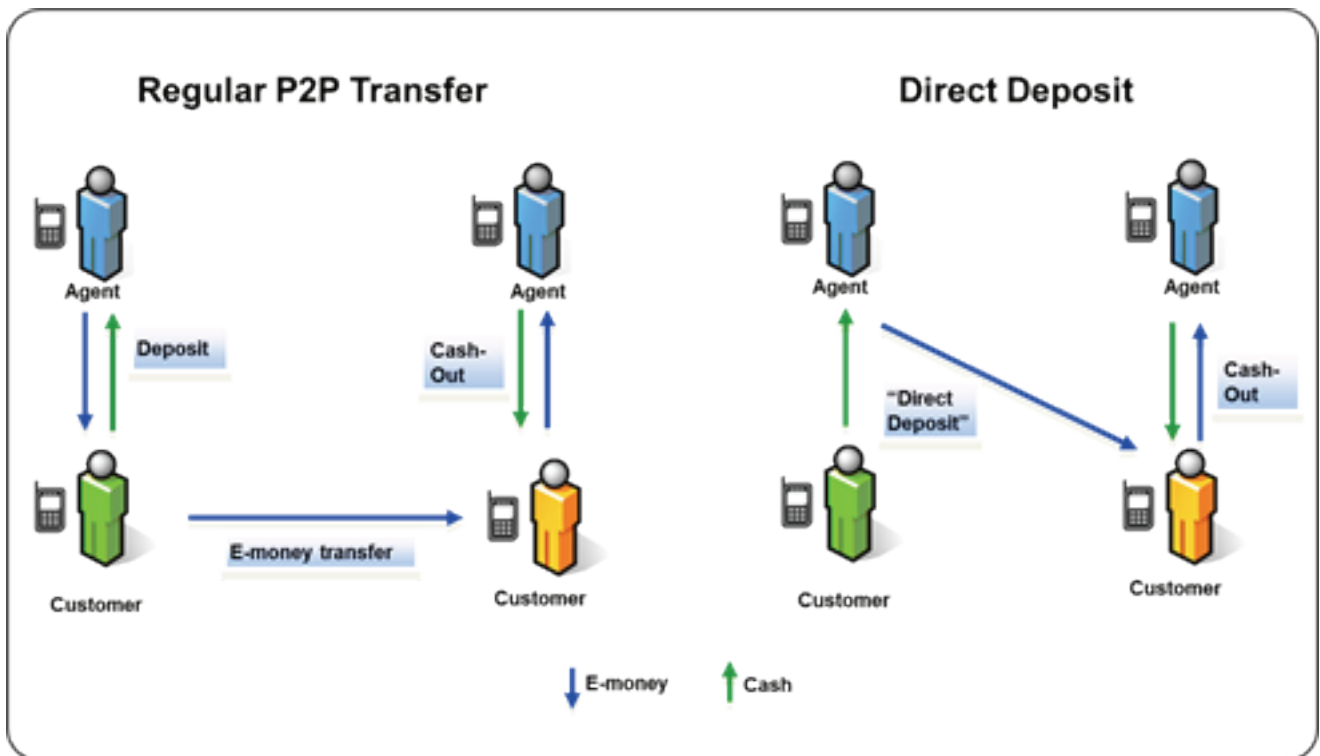 Regular P2P Transfer
Direct Deposit
Agent
Agent
Agent
Agent
Deposit
Cash-
Out
"Direct
Deposit"
Cash-
Out
E-money transfer
Customer
Customer
Customer
Customer
E-money
Cash